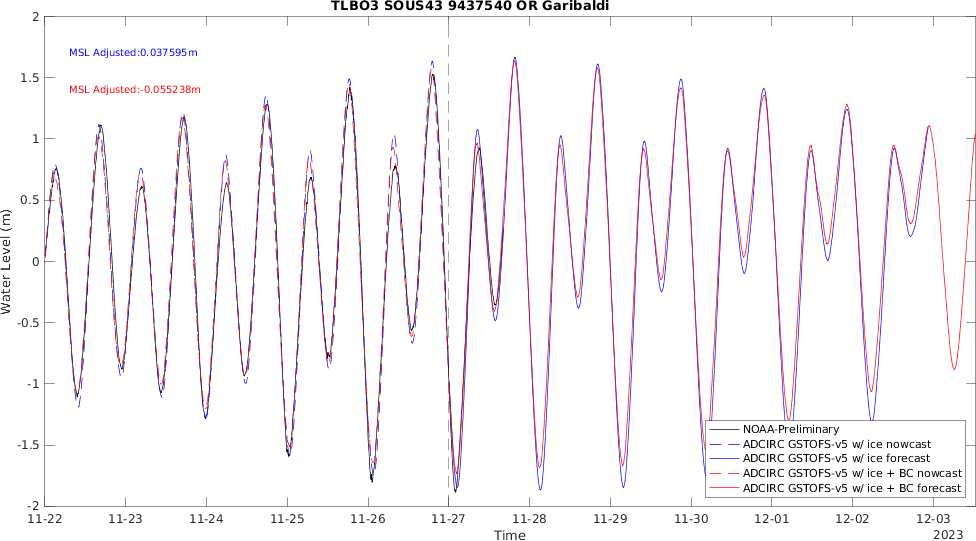 TLBO3 SOUS43 9437540 OR Garibaldi
MSL Adjusted:0.037595m
MSL Adjusted:-0.055238m
Water Level (m)
2
1.5
1
0.5
0
-0.5
-1
-1.5
-2
NOAA-Preliminary
ADCIRC GSTOFS-v5 w/ ice nowcast
ADCIRC GSTOFS-v5 w/ ice forecast
ADCIRC GSTOFS-v5 w/ ice + BC nowcast
ADCIRC GSTOFS-v5 w/ ice + BC forecast
11-22 11-23 11-24 11-25 11-26 11-27 11-28 11-29 11-30 12-01 12-02 12-03
Time
2023